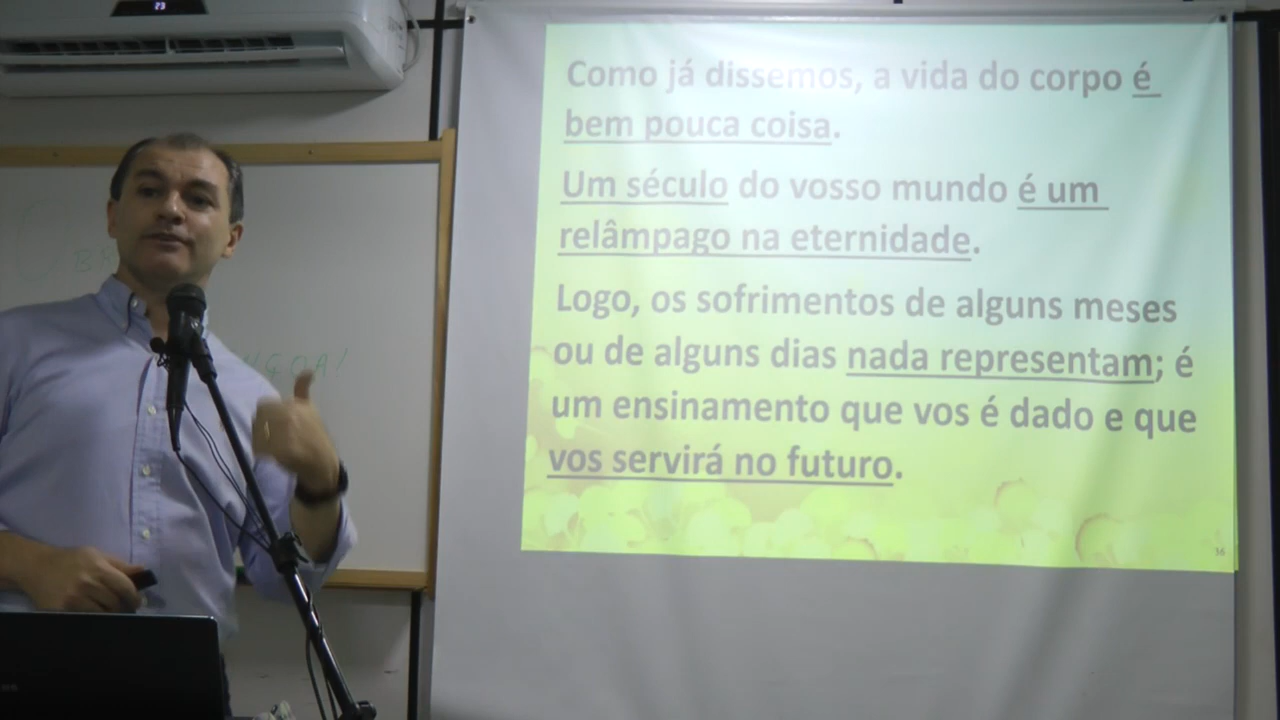 23
Como já dissemos, a vida do corpo é
bem pouca coisa.
Um século do vosso mundo é um
relâmpago na eternidade.
Logo, os sofrimentos de alguns meses
ou de alguns dias nada representam; é
um ensinamento que vos é dado e que
vos servirá no futuro.